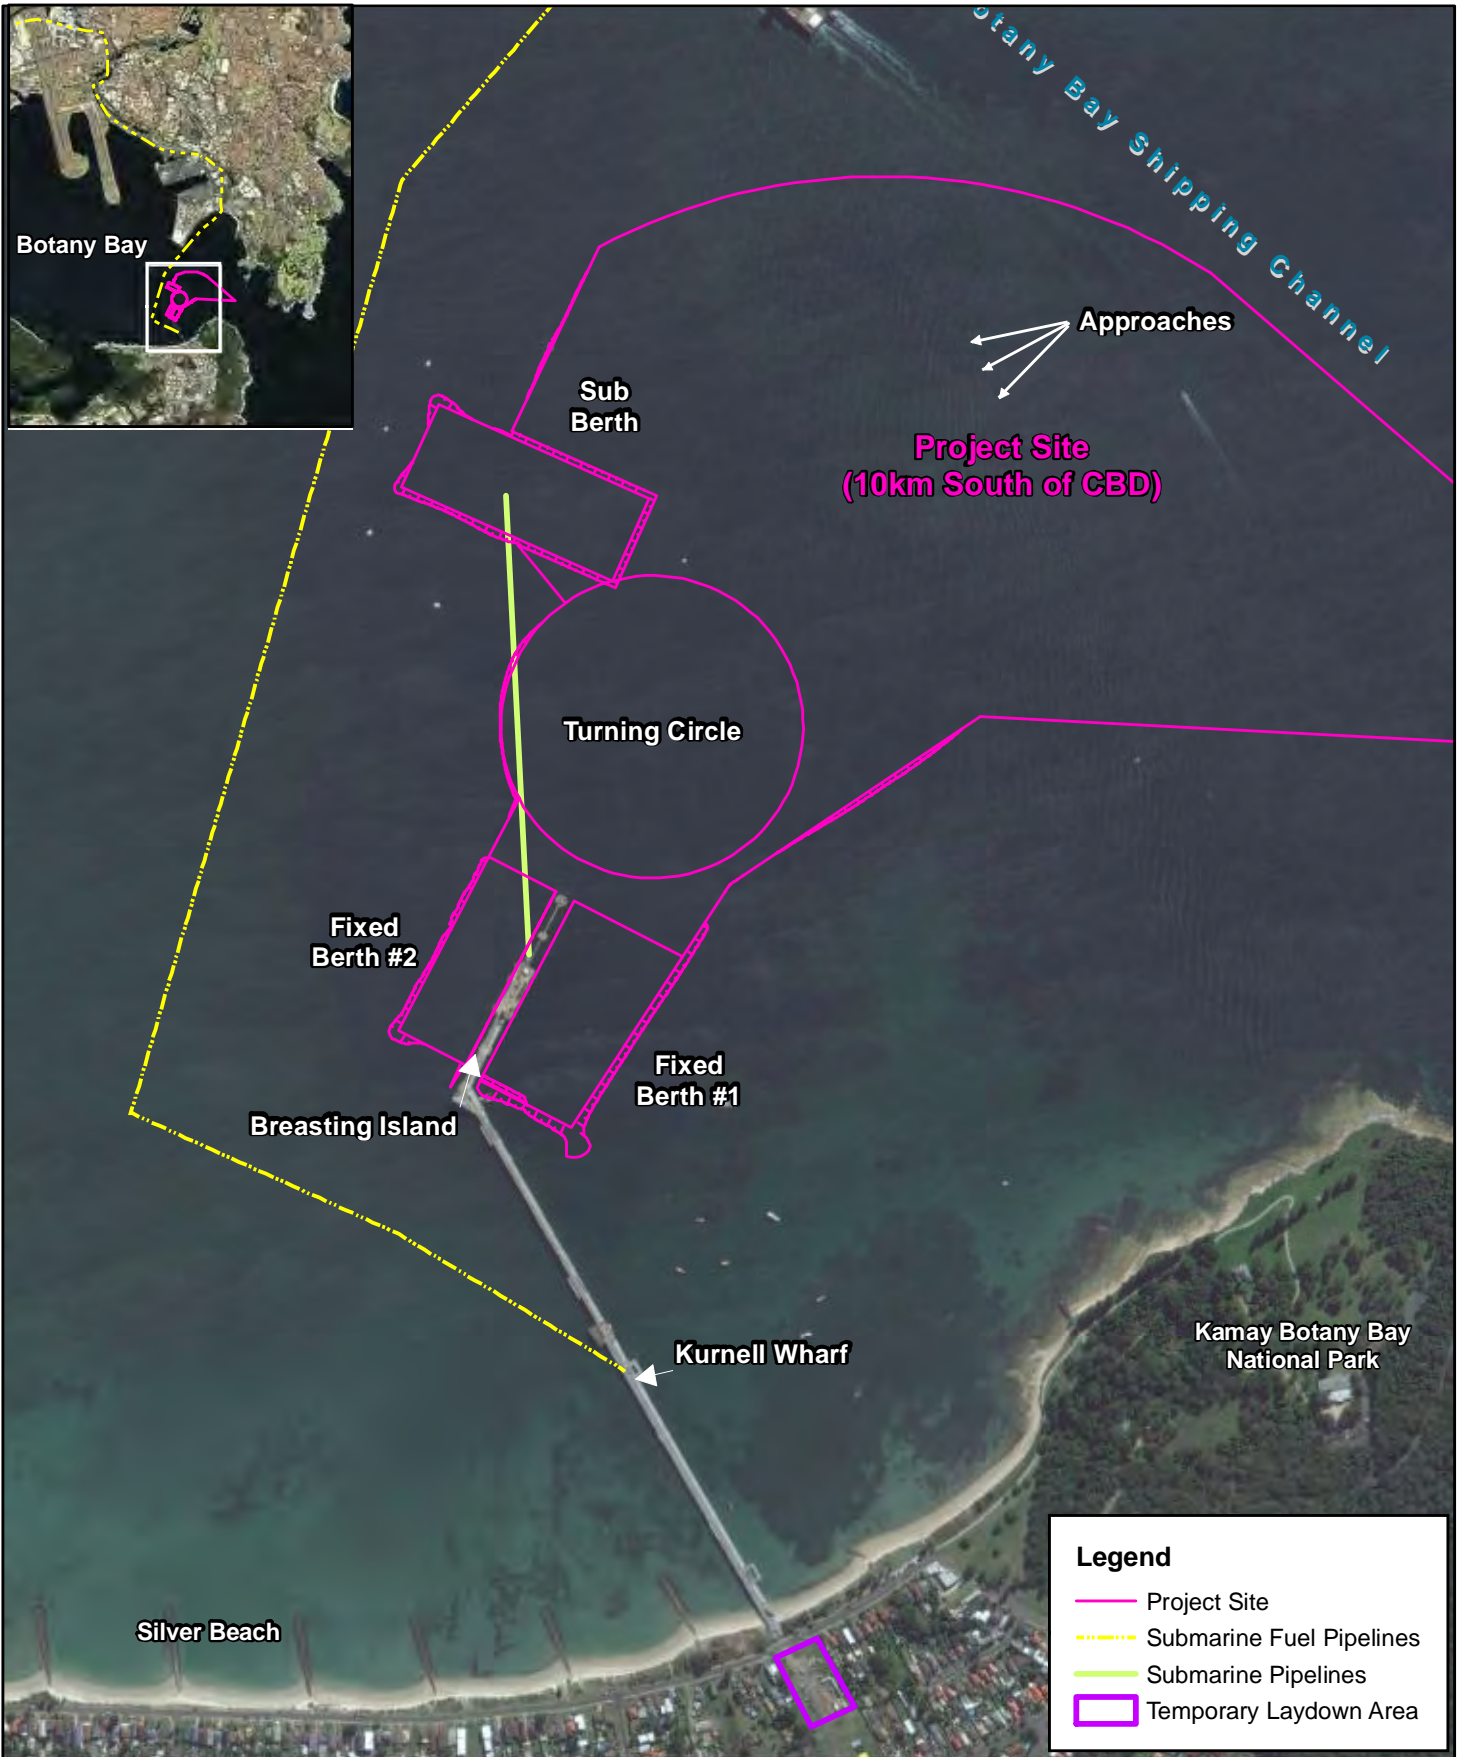 Botany Bay
otany Bay Shipping Channel
Approaches
Sub
Berth
Project Site
(10km South of CBD)
Turning Circle
Fixed
Berth #2
Fixed
Berth #1
Breasting Island
Kurnell Wharf
Kamay Botany Bay
National Park
Silver Beach
Legend
Project Site
Submarine Fuel Pipelines
Submarine Pipelines
Temporary Laydown Area